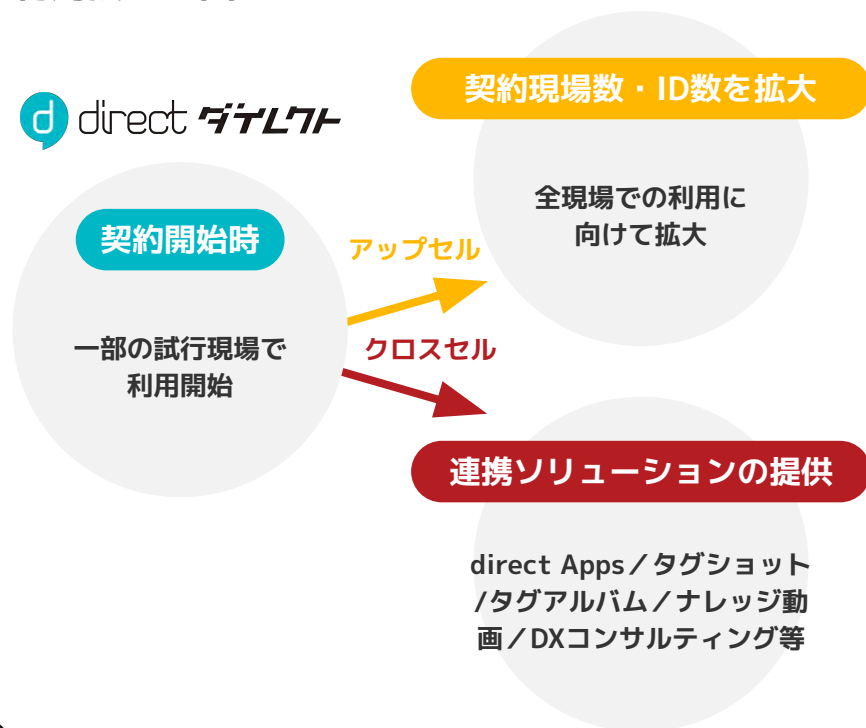 direct ダイレクト
契約開始時
一部の試行現場で
利用開始
アップセル
クロスセル
契約現場数・ID数を拡大
全現場での利用に
向けて拡大
連携ソリューションの提供
direct Apps／タグショット
/タグアルバム／ナレッジ動
画／DXコンサルティング等